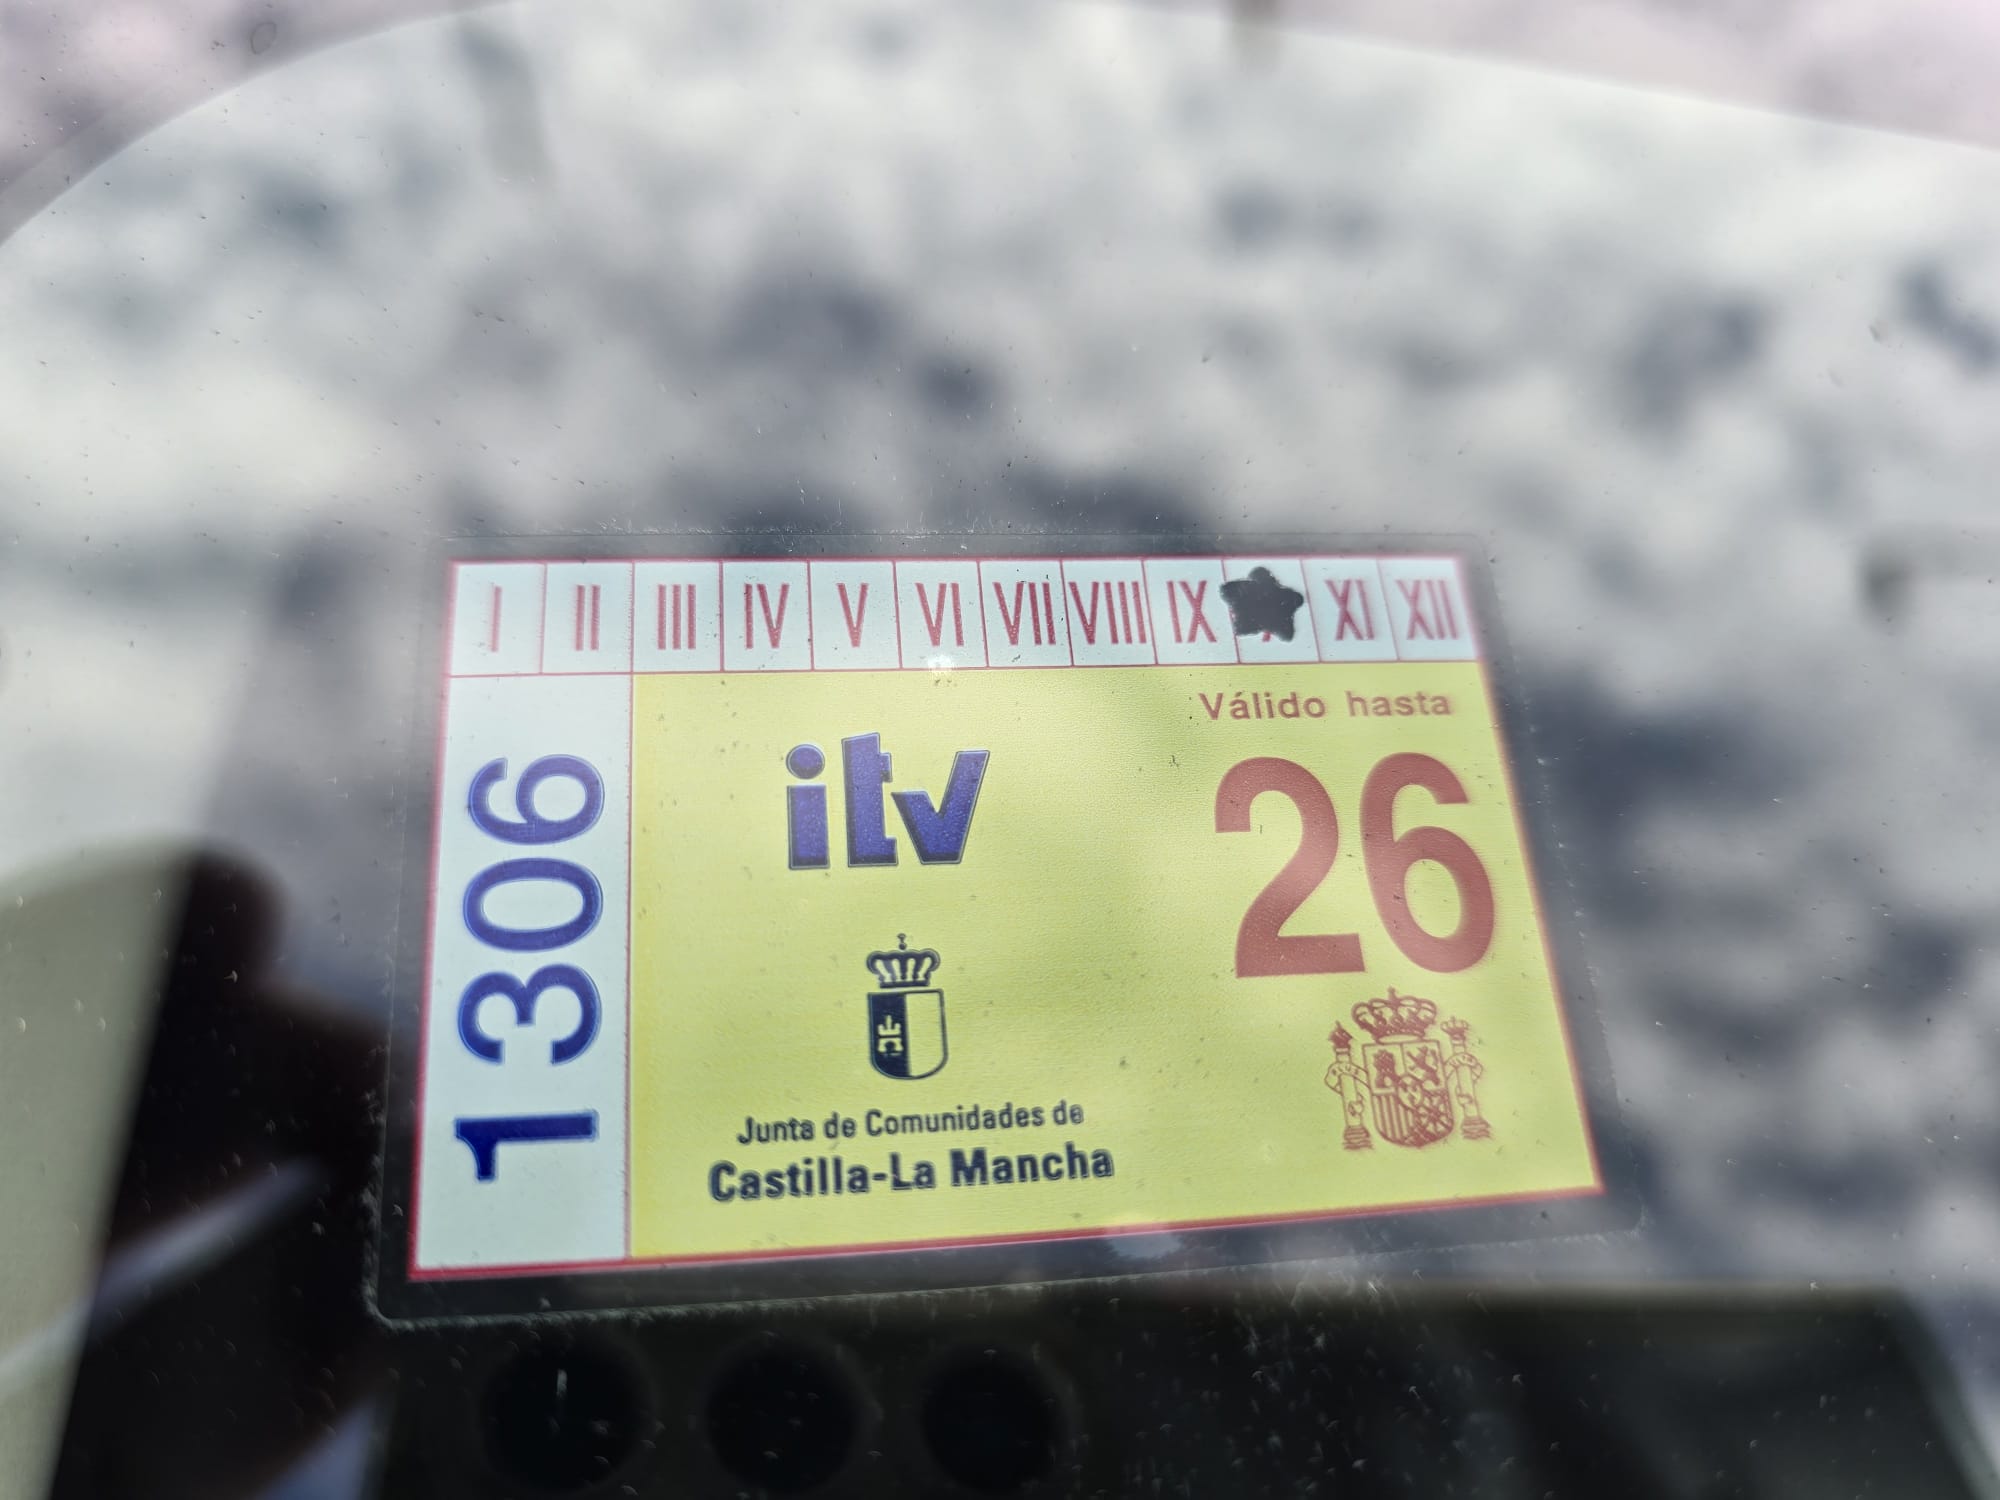 I II III IV V VI VII VIII IX XI XII
1306
Válido hasta
itv
26
Junta de Comunidades de
Castilla-La Mancha